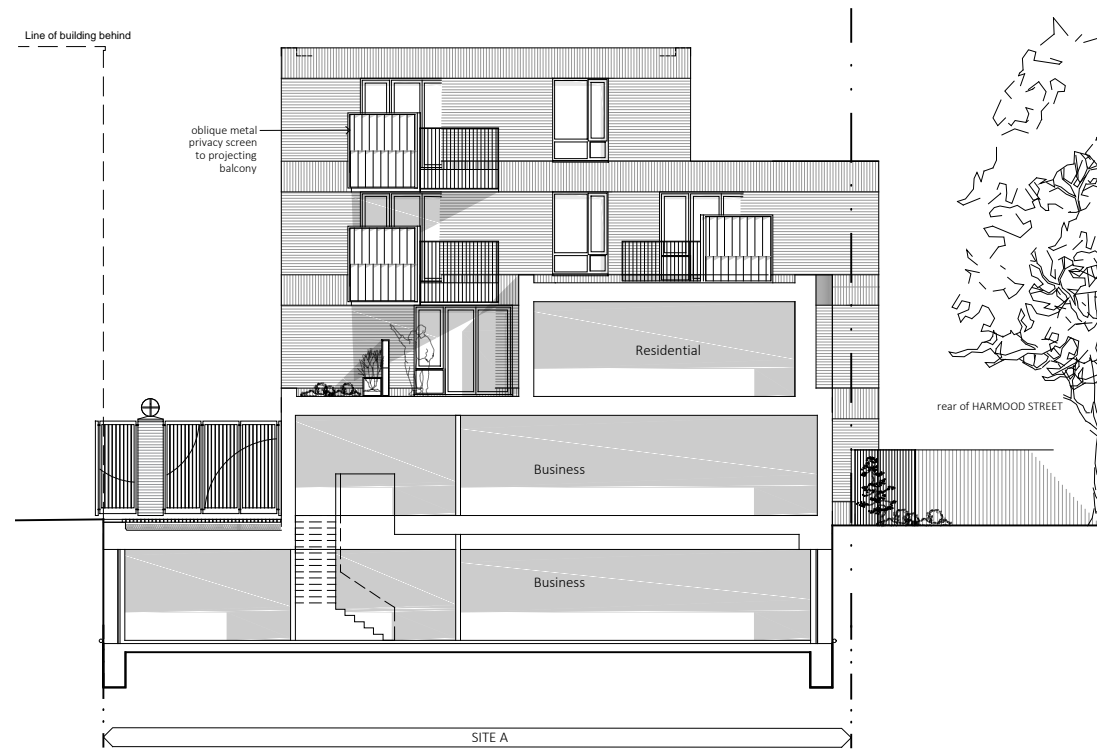 Line of building behind
oblique metal
privacy screen
to projecting
balcony
Residential
rear of HARMOOD STREET
Business
Business
SITE A